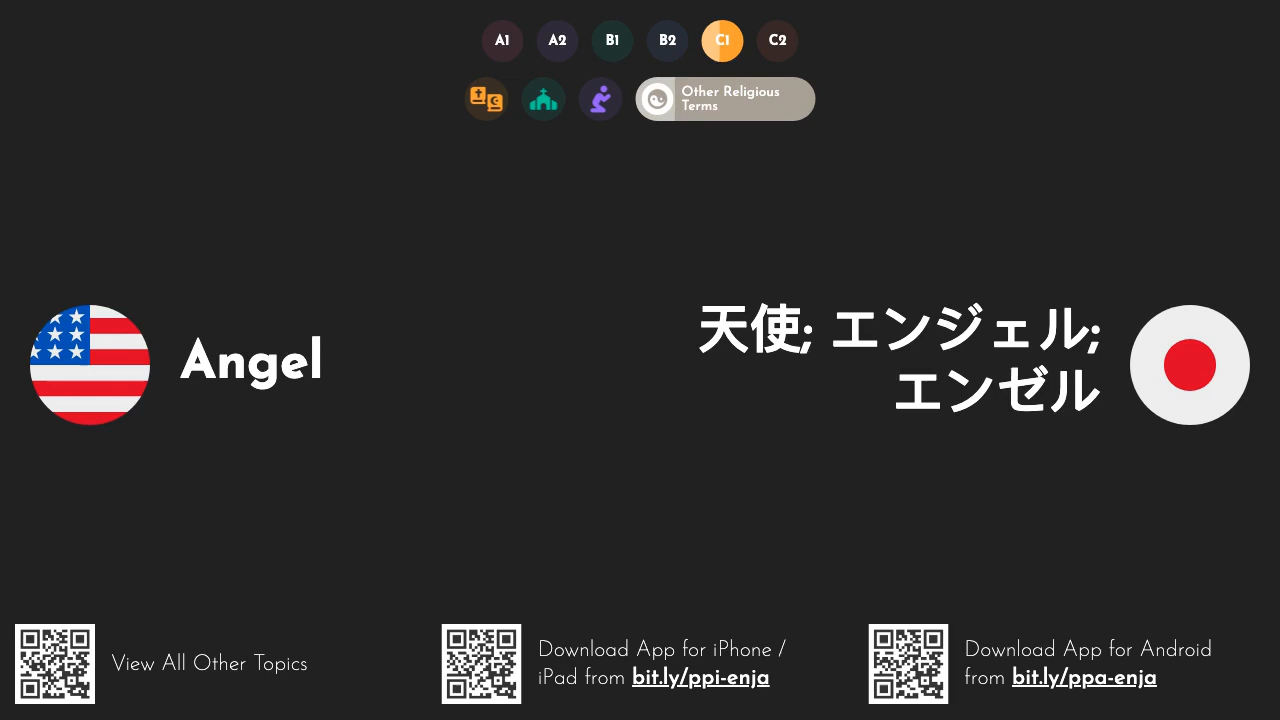 A1 A2 B1 B2 C1 C2
Other Religious
Terms
Angel
天使; エンジェル;
エンゼル
View All Other Topics
Download App for iPhone /
iPad from bit.ly/ppi-enja
Download App for Android
from bit.ly/ppa-enja